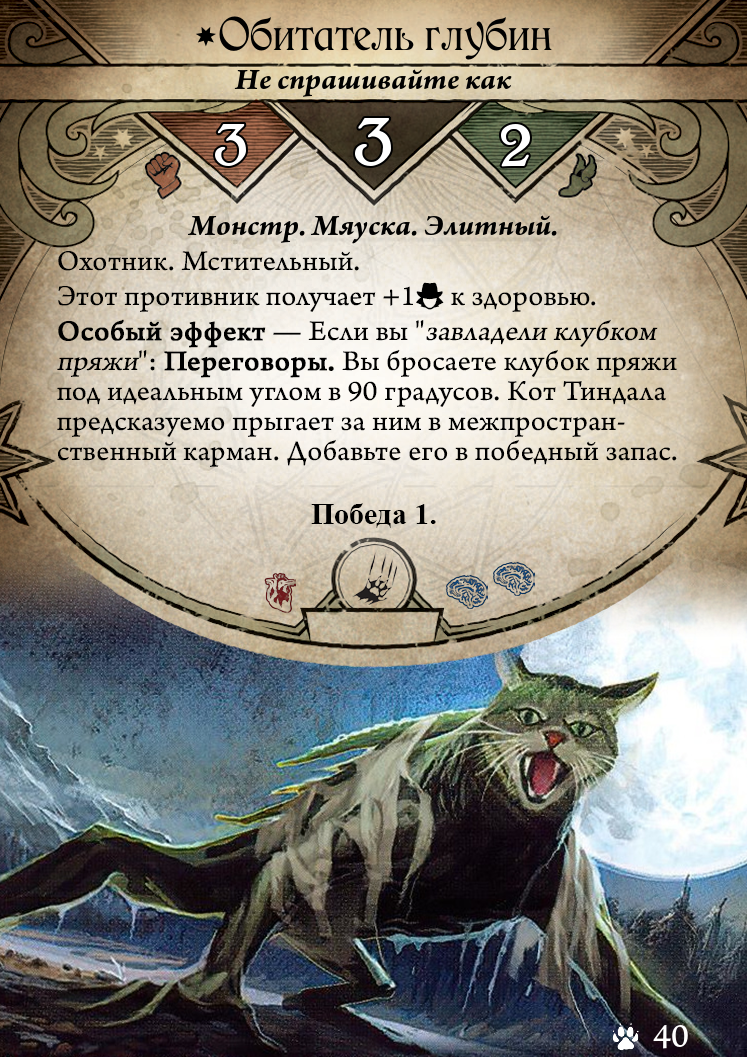 Обитатель глубин
Не спрашивайте как
3 3 2
Монстр. Мяуска. Элитный.
Охотник. Мстительный.
Этот противник получает +1 к здоровью.
Особый эффект — Если вы "завладели клубком
пряжи": Переговоры. Вы бросаете клубок пряжи
под идеальным углом в 90 градусов. Кот Тиндала
предсказуемо прыгает за ним в межпростран-
ственный карман. Добавьте его в победный запас.
Победа 1.
40